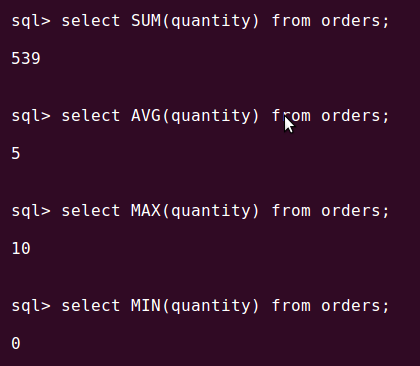 sql> select SUM(quantity) from orders;
539
sql> select AVG(quantity) from orders;
5
sql> select MAX(quantity) from orders;
10
sql> select MIN(quantity) from orders;
0